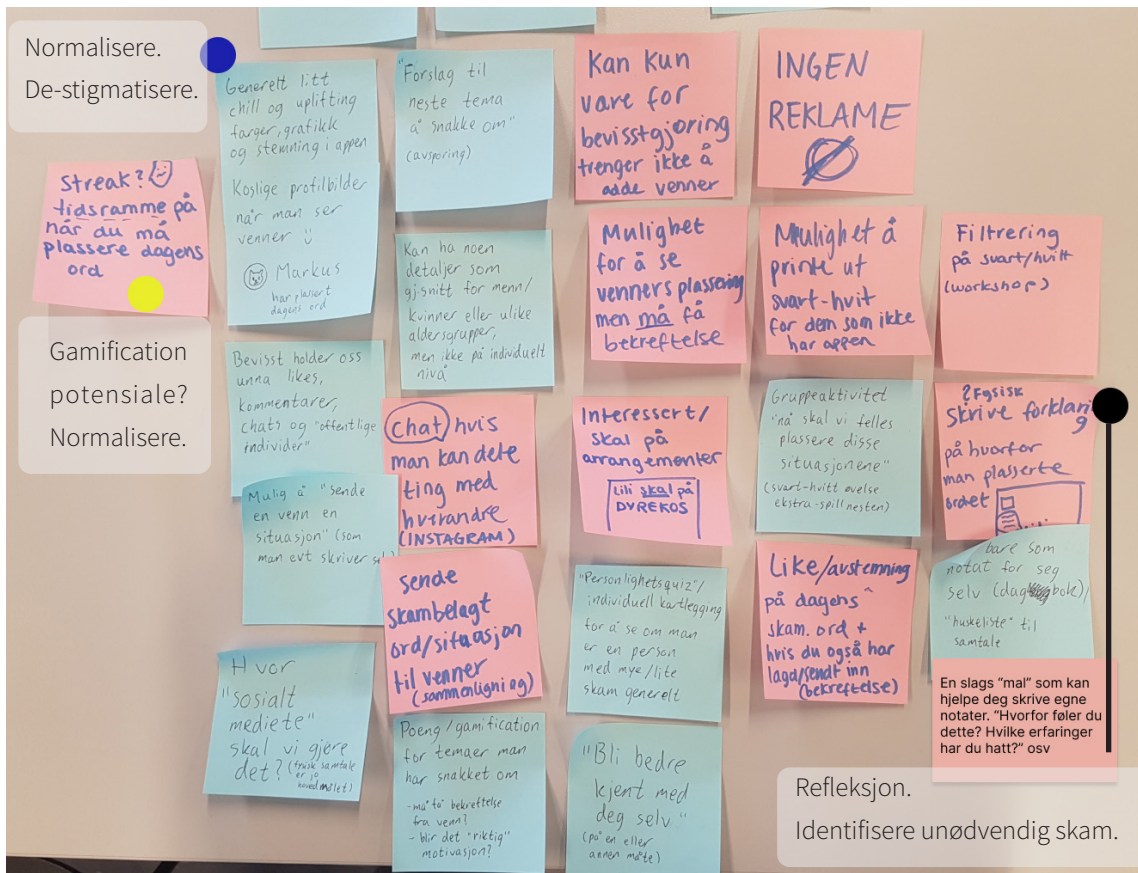 Normalisere.
De-stigmatisere.
Generelt litt
chill og uplifting
farger, grafikk
og stemning i appen
Koslige profilbilder
når man ser
venner
Markus
har plassert
dagens ord
"Forslag til
neste tema
å snakke om"
(avsporing)
Kan kun
vare for
bevisstgjøring
trenger ikke å
adde venner
INGEN
REKLAME
Streak?
tidsramme på
når du må
plassere dagens
ord
Gamification
potensiale?
Normalisere.
Kan ha noen
detaljer som
gj.snitt for menn/
kvinner eller ulike
aldersgrupper,
men ikke på individuelt
nivå
Mulighet
for å se
venners plassering
men må få
bekreftelse
Mulighet å
printe ut
svart-hvit
for dem som ikke
har appen
Filtrering
på svart/hvitt
(workshop)
Bevisst holder oss
unna likes,
kommentarer,
chats og "offentlige
individer"
Chat hvis
man kan dele
ting med
hverandre
(INSTAGRAM)
Interessert/
skal på
arrangementer
Lili skal på
DYREKOS
Gruppeaktivitet
"nå skal vi felles
plassere disse
situasjonene"
(svart-hvitt øvelse
ekstra-spill nesten)
? Fysisk
Skrive forklaring
på hvorfor
man plasserte
ordet
Mulig å "sende
en venn en
situasjon" (som
man evt skriver
sende
skambelagt
ord/situasjon
til venner
(sammenligning)
"Personlighetsquiz"/
individuell kartlegging
for å se om man
er en person
med mye/lite
skam generelt
Like/avstemning
på dagens
skam. ord +
hvis du også har
lagd/sendt inn
(bekreftelse)
bare som
notat for seg
selv (dagbok)/
"huskeliste" til
samtale
En slags "mal" som kan
hjelpe deg skrive egne
notater. "Hvorfor føler du
dette? Hvilke erfaringer
har du hatt?" osv
Hvor
"sosialt
mediete"
skal vi gjøre
det? (fysisk samtale
er jo
hovedmålet)
Poeng/gamification
for temaer man
har snakket om
- må få bekreftelse
fra venn?
- blir det "riktig"
motivasjon?
"Bli bedre
kjent med
deg selv"
(på en eller
annen måte)
Refleksjon.
Identifisere unødvendig skam.